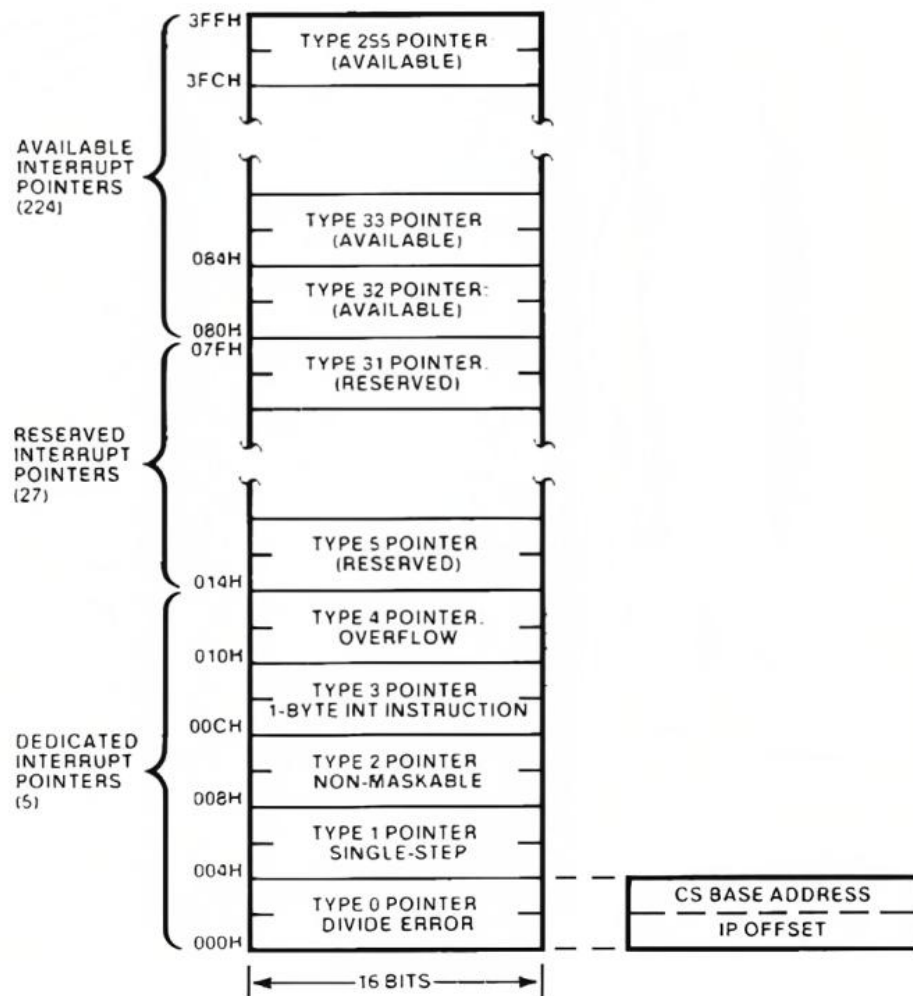 3FFH
TYPE 255 POINTER
(AVAILABLE)
3FCH
AVAILABLE
INTERRUPT
POINTERS
(224)
TYPE 33 POINTER
(AVAILABLE)
084H
TYPE 32 POINTER
(AVAILABLE)
080H
07FH
TYPE 31 POINTER
(RESERVED)
RESERVED
INTERRUPT
POINTERS
(27)
TYPE 5 POINTER
(RESERVED)
014H
TYPE 4 POINTER
OVERFLOW
010H
TYPE 3 POINTER
1-BYTE INT INSTRUCTION
00CH
DEDICATED
INTERRUPT
POINTERS
(5)
TYPE 2 POINTER
NON-MASKABLE
008H
TYPE 1 POINTER
SINGLE-STEP
004H
TYPE 0 POINTER
DIVIDE ERROR
000H
CS BASE ADDRESS
IP OFFSET
16 BITS